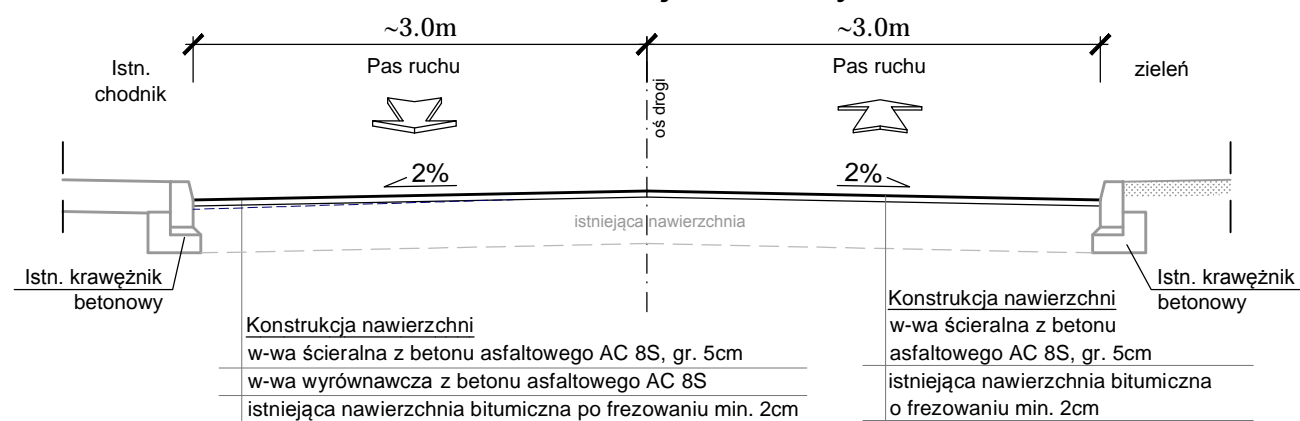 ~3.0m
~3.0m
Istn.
chodnik
Pas ruchu
Pas ruchu
zieleń
oś drogi
2%
2%
istniejąca nawierzchnia
Istn. krawężnik
betonowy
Istn. krawężnik
betonowy
Konstrukcja nawierzchni
w-wa ścieralna z betonu asfaltowego AC 8S, gr. 5cm
w-wa wyrównawcza z betonu asfaltowego AC 8S
istniejąca nawierzchnia bitumiczna po frezowaniu min. 2cm
Konstrukcja nawierzchni
w-wa ścieralna z betonu
asfaltowego AC 8S, gr. 5cm
istniejąca nawierzchnia bitumiczna
o frezowaniu min. 2cm